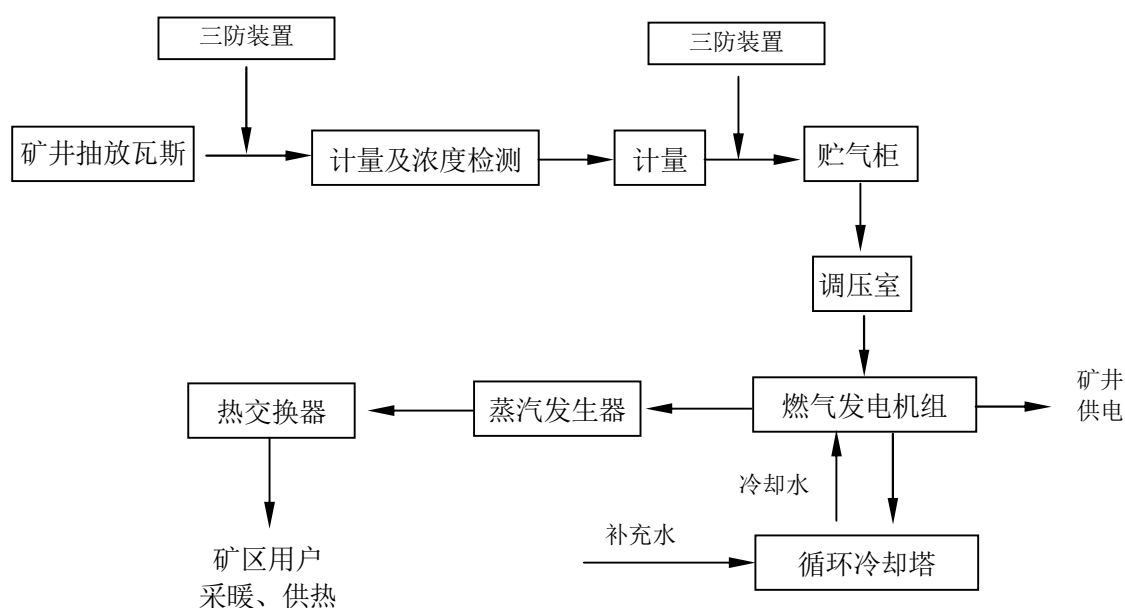 三防装置
三防装置
矿井抽放瓦斯
计量及浓度检测
计量
贮气柜
调压室
热交换器
蒸汽发生器
燃气发电机组
矿井
供电
冷却水
补充水
循环冷却塔
矿区用户
采暖、供热